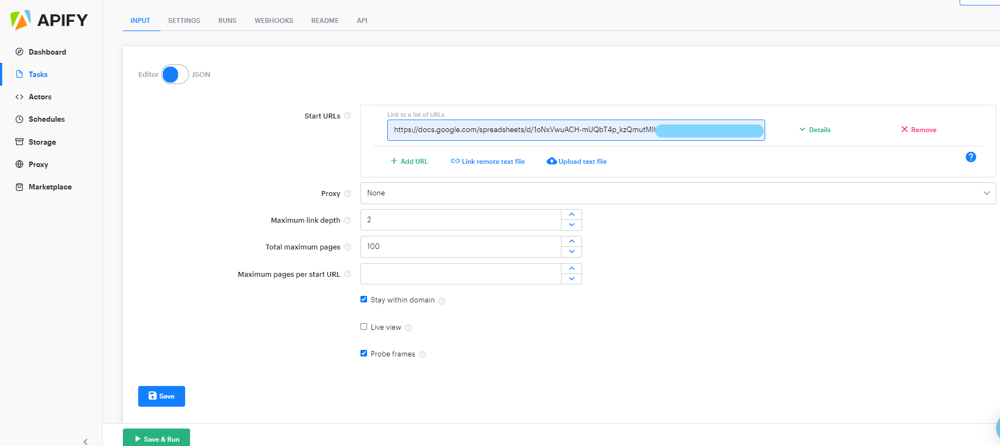 APIFY
Dashboard
Tasks
Actors
Schedules
Storage
Proxy
Marketplace
INPUT SETTINGS RUNS WEBHOOKS README API
Editor JSON
Start URLs
Link to a list of URLs
https://docs.google.com/spreadsheets/d/1oNxVwuACH-mUQbT4p_kzQmutMI
Details
Remove
Add URL Link remote text file Upload text file
Proxy None
Maximum link depth 2
Total maximum pages 100
Maximum pages per start URL
Stay within domain
Live view
Probe frames
Save
Save & Run